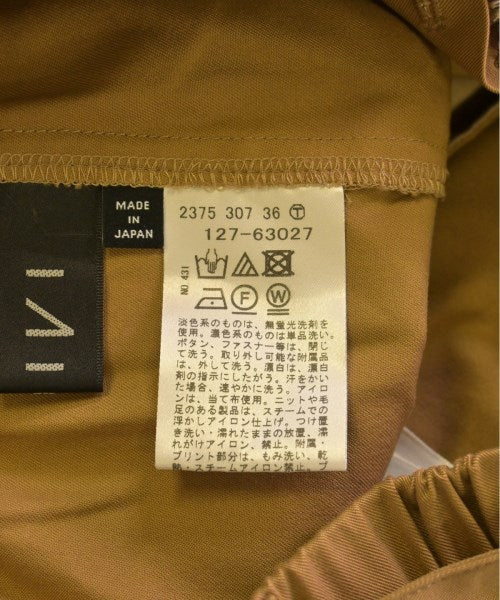 MADE
IN
JAPAN
2375 307 36 Ⓣ
127-63027
NO.431
Ⓕ Ⓦ
淡色系のものは、無蛍光洗剤を
使用。濃色系のものは単品洗い。
ボタン、ファスナー等は、閉じ
て洗う。取り外し可能な附属品
は、外して洗う。漂白は、漂白
剤の指示にしたがう。汗をかい
た場合、速やかに洗う。アイロ
ンは、当て布使用。ニットや毛
足のある製品は、スチームでの
浮かしアイロン仕上げ。つけ置
き洗い・濡れたままの放置、濡
れがけアイロン、禁止。附属・
プリント部分は、もみ洗い、乾
熱・スチームアイロン禁止。プ